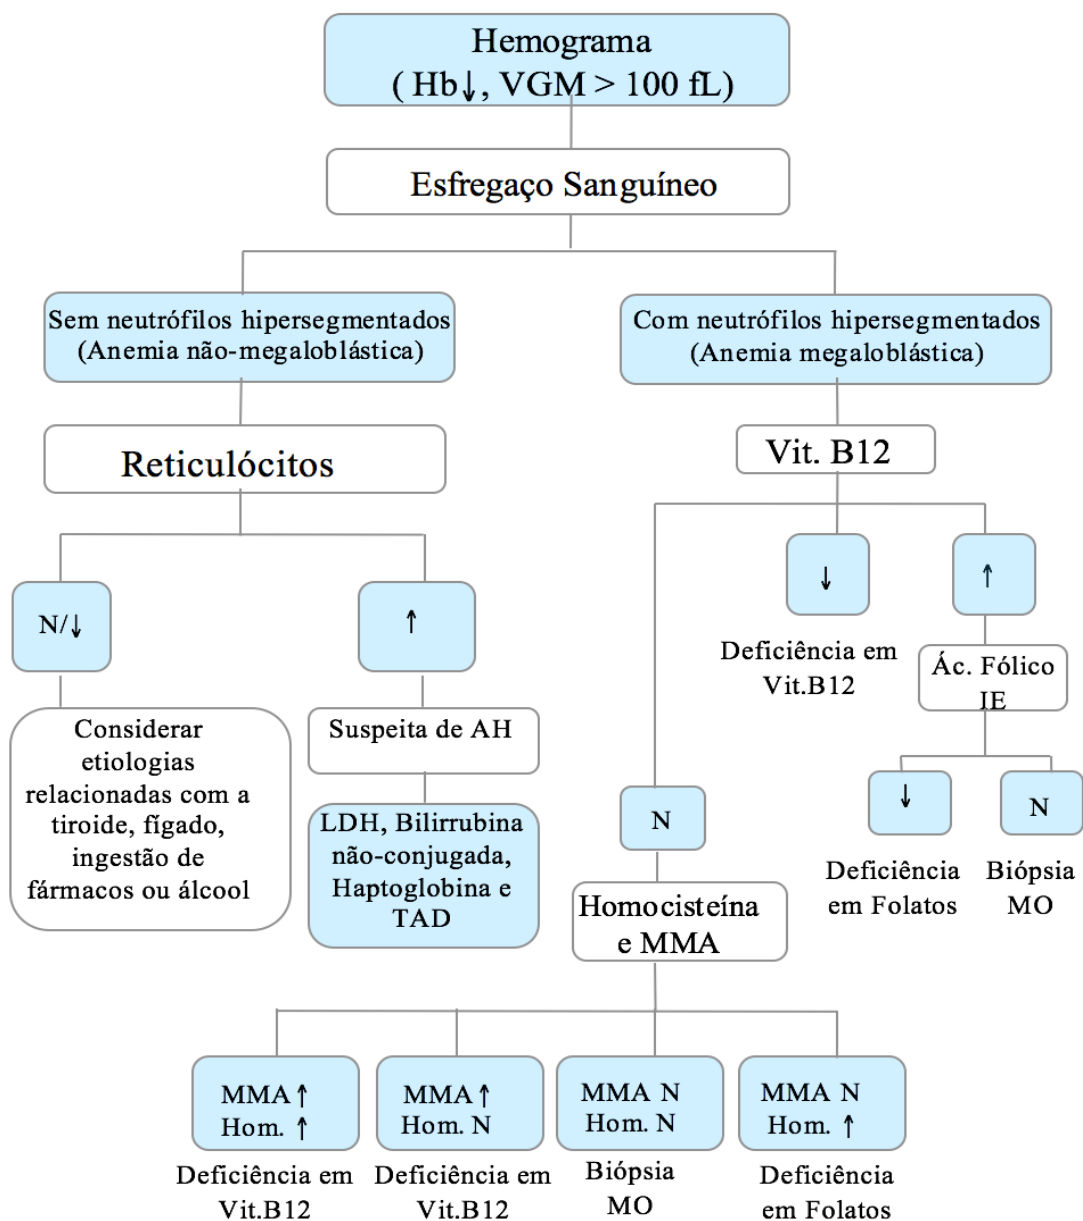 Hemograma
( Hb↓, VGM > 100 fL)
Esfregaço Sanguíneo
Sem neutrófilos hipersegmentados
(Anemia não-megaloblástica)
Com neutrófilos hipersegmentados
(Anemia megaloblástica)
Reticulócitos
Vit. B12
N/↓
↑
↓
↑
Deficiência em
Vit.B12
Ác. Fólico
IE
Considerar
etiologias
relacionadas com a
tiroide, fígado,
ingestão de
fármacos ou álcool
Suspeita de AH
LDH, Bilirrubina
não-conjugada,
Haptoglobina e
TAD
N
↓
N
Deficiência
em Folatos
Biópsia
MO
Homocisteína
e MMA
MMA↑
Hom. ↑
Deficiência em
Vit.B12
MMA↑
Hom. N
Deficiência em
Vit.B12
MMA N
Hom. N
Biópsia
MO
MMA N
Hom. ↑
Deficiência
em Folatos